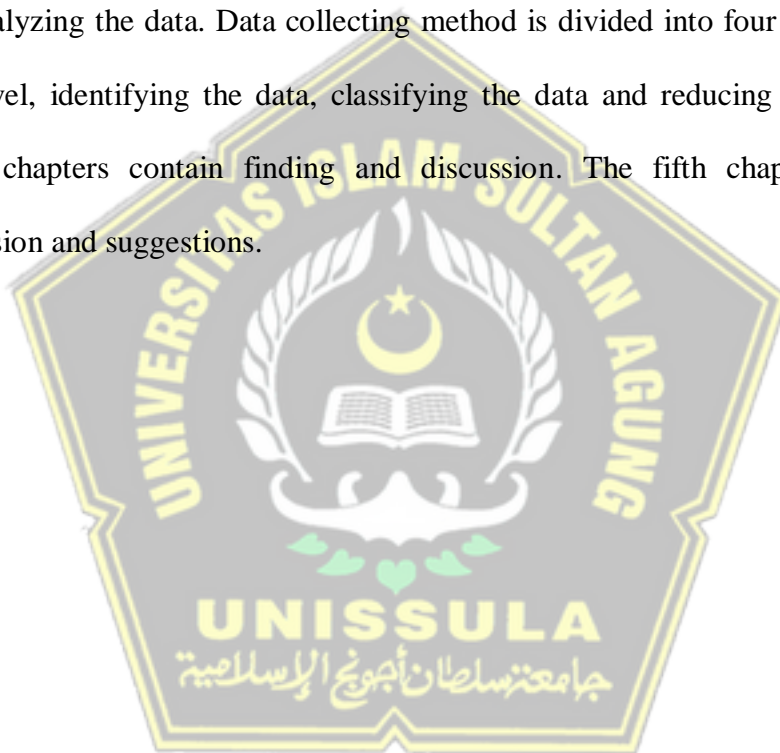 alyzing the data. Data collecting method is divided into four
vel, identifying the data, classifying the data and reducing
chapters contain finding and discussion. The fifth chap
sion and suggestions.
UNIVERSITAS ISLAM SULTAN AGUNG
UNISSULA
جامعة سلطان أجونج الإسلامية